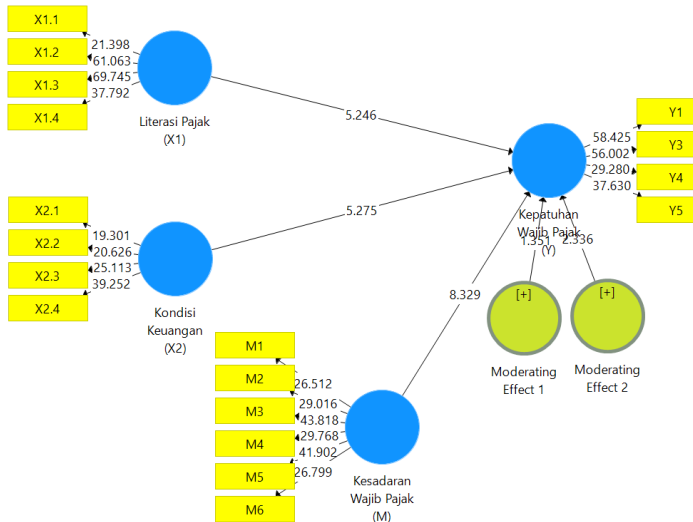 X1.1
X1.2
X1.3
X1.4
21.398
61.063
69.745
37.792
Literasi Pajak
(X1)
5.246
X2.1
X2.2
X2.3
X2.4
19.301
20.626
25.113
39.252
Kondisi
Keuangan
(X2)
5.275
M1
M2
M3
M4
M5
M6
26.512
29.016
43.818
29.768
41.902
26.799
Kesadaran
Wajib Pajak
(M)
8.329
Kepatuhan
Wajib Pajak
(Y)
1.351
2.336
58.425
56.002
29.280
37.630
Y1
Y3
Y4
Y5
[+]
Moderating
Effect 1
[+]
Moderating
Effect 2